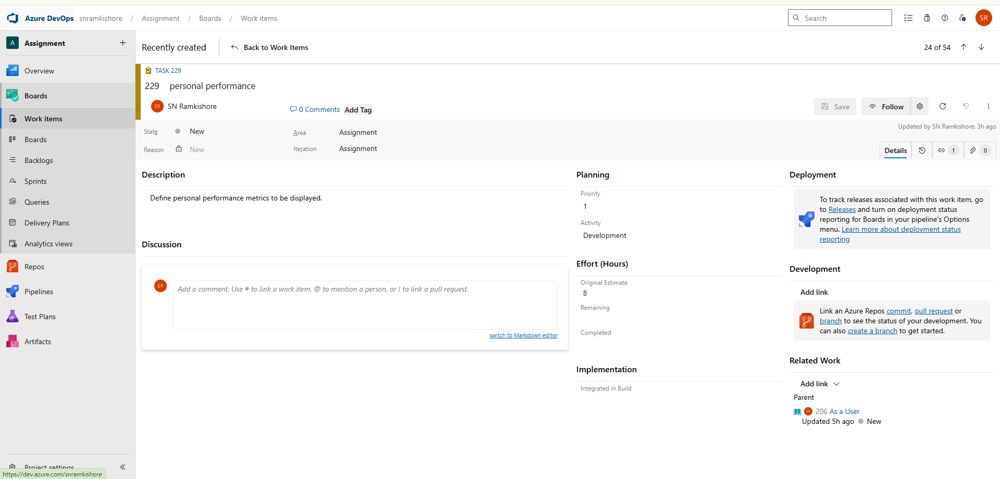 Azure DevOps snramkishore / Assignment / Boards / Work items
Search
SR
A Assignment
Overview
Boards
Work items
Boards
Backlogs
Sprints
Queries
Delivery Plans
Analytics views
Repos
Pipelines
Test Plans
Artifacts
Project settings
https://dev.azure.com/snramkishore
Recently created Back to Work Items
24 of 54
TASK 229
229 personal performance
SR SN Ramkishore
0 Comments Add Tag
Save Follow
State New
Area Assignment
Updated by SN Ramkishore: 3h ago
Reason New
Iteration Assignment
Details 1 0
Description
Define personal performance metrics to be displayed.
Discussion
SR
Add a comment. Use # to link a work item, @ to mention a person, or ! to link a pull request.
switch to Markdown editor
Planning
Priority
1
Activity
Development
Effort (Hours)
Original Estimate
8
Remaining
Completed
Implementation
Integrated in Build
Deployment
To track releases associated with this work item, go
to Releases and turn on deployment status
reporting for Boards in your pipeline's Options
menu. Learn more about deployment status
reporting
Development
Add link
Link an Azure Repos commit, pull request or
branch to see the status of your development. You
can also create a branch to get started.
Related Work
Add link
Parent
SR 206 As a User
Updated 5h ago New